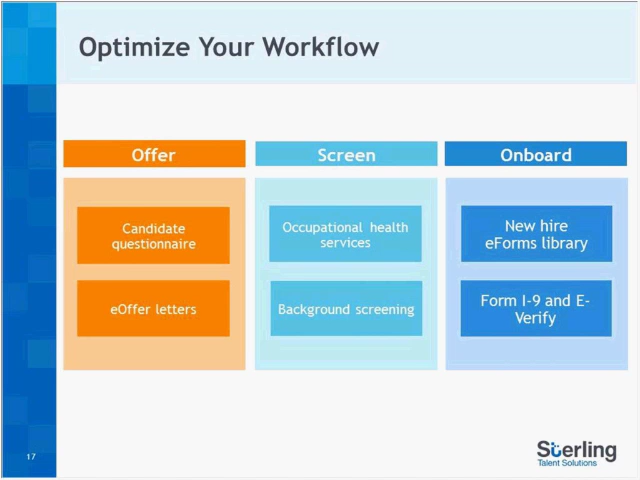 Optimize Your Workflow
Offer
Screen
Onboard
Candidate
questionnaire
eOffer letters
Occupational health
services
Background screening
New hire
eForms library
Form I-9 and E-
Verify
17
Sterling
Talent Solutions